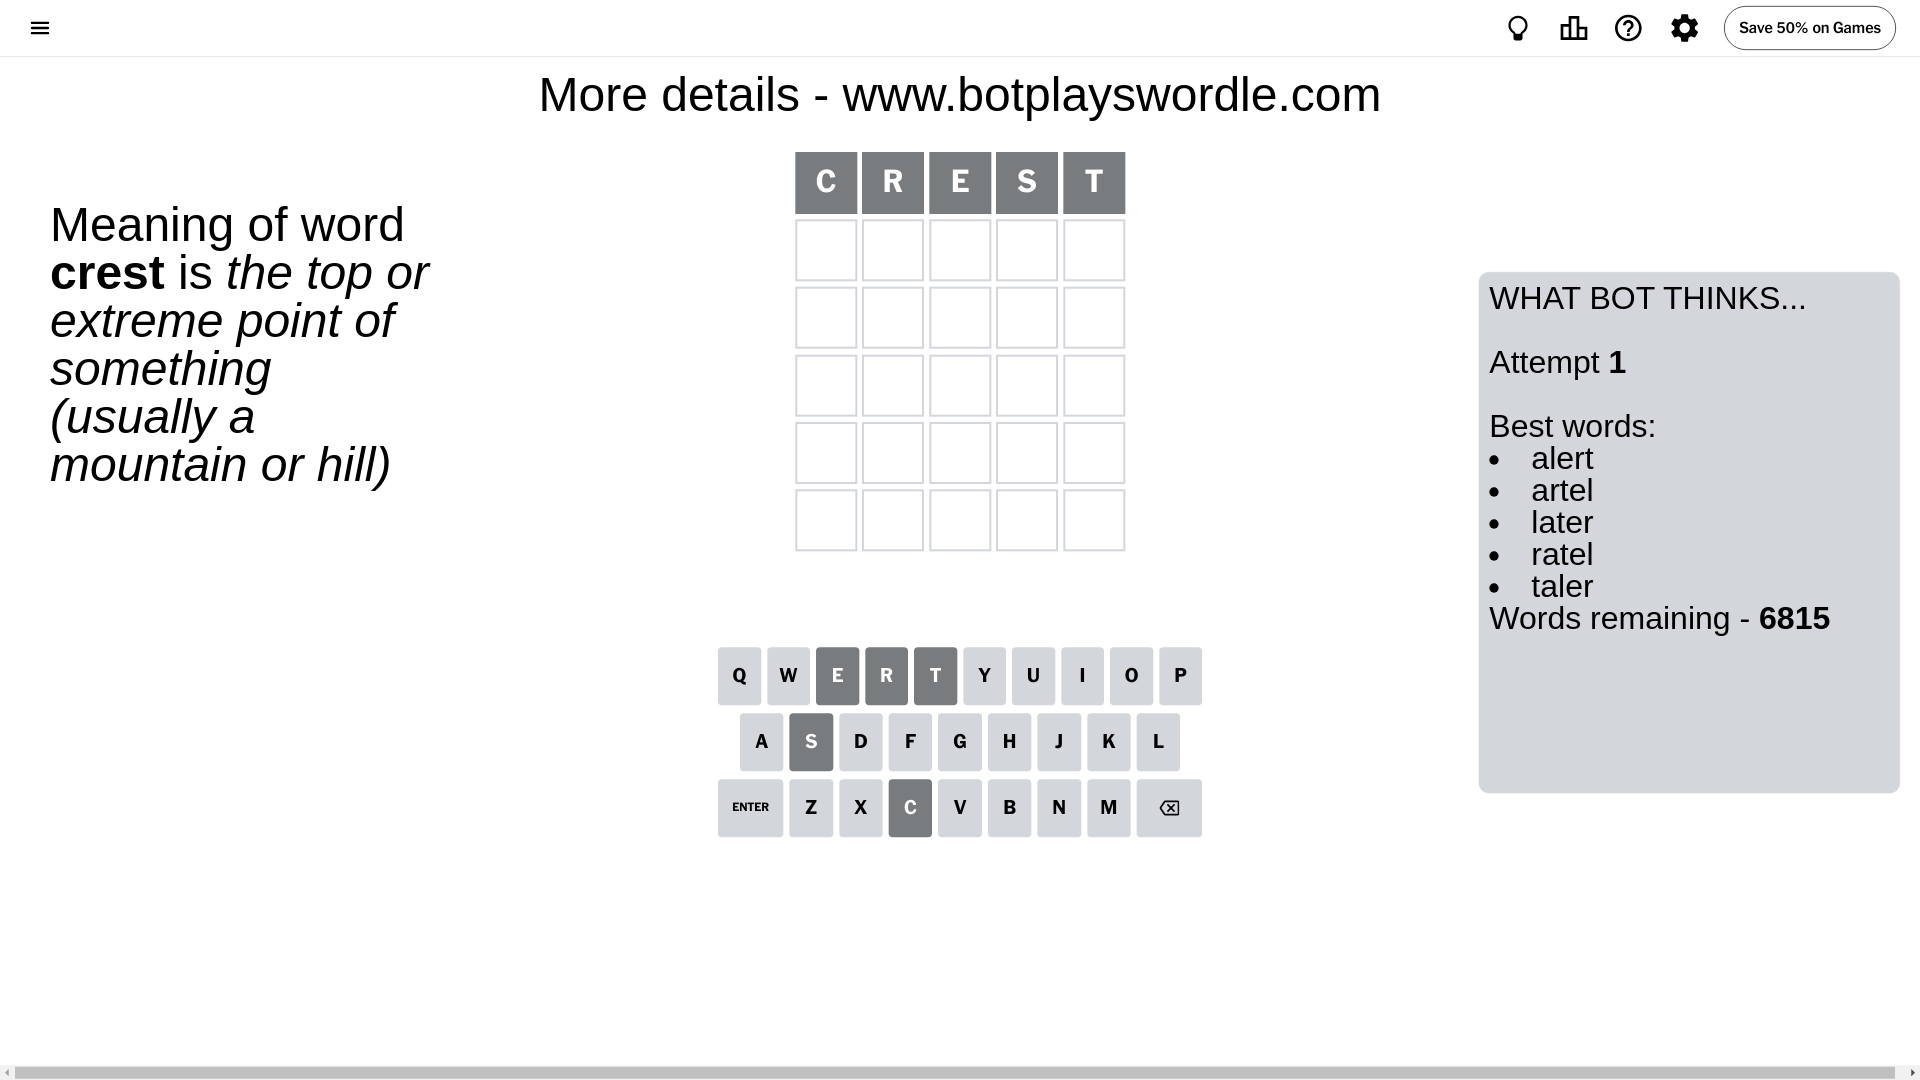 Save 50% on Games
More details - www.botplayswordle.com
C R E S T
Meaning of word
crest is the top or
extreme point of
something
(usually a
mountain or hill)
WHAT BOT THINKS...
Attempt 1
Best words:
• alert
• artel
• later
• ratel
• taler
Words remaining - 6815
Q W E R T Y U I O P
A S D F G H J K L
ENTER Z X C V B N M